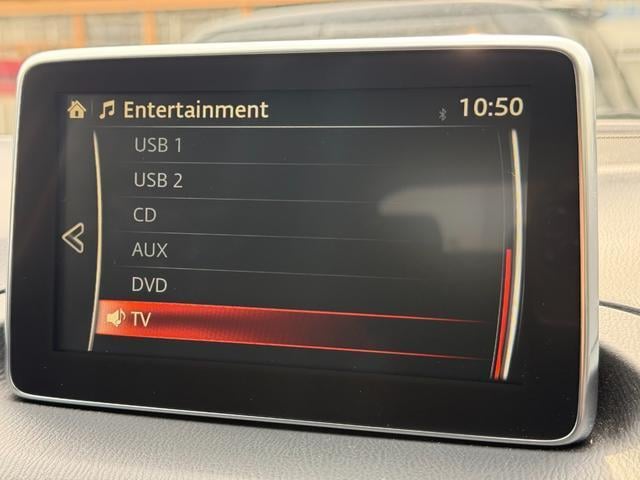 Entertainment 10:50
USB 1
USB 2
CD
AUX
DVD
TV